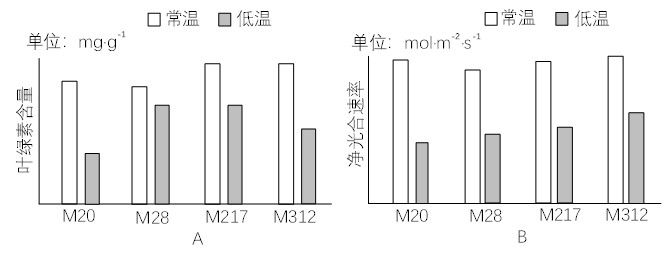 常温 低温
单位：mg·g⁻¹
叶绿素含量
M20 M28 M217 M312
A
常温 低温
单位：mol·m⁻²·s⁻¹
净光合速率
M20 M28 M217 M312
B